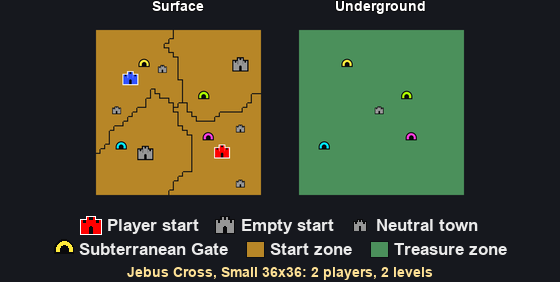 Surface Underground
Player start Empty start Neutral town
Subterranean Gate Start zone Treasure zone
Jebus Cross, Small 36x36: 2 players, 2 levels